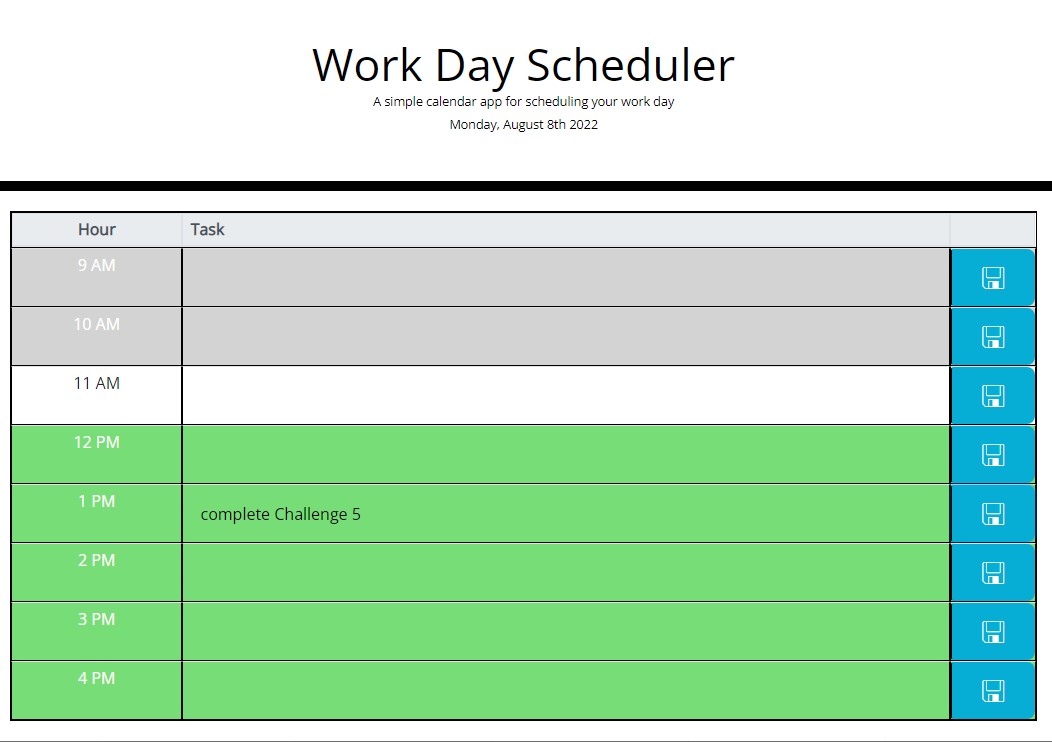 Work Day Scheduler
A simple calendar app for scheduling your work day
Monday, August 8th 2022
Hour Task
9 AM
10 AM
11 AM
12 PM
1 PM complete Challenge 5
2 PM
3 PM
4 PM